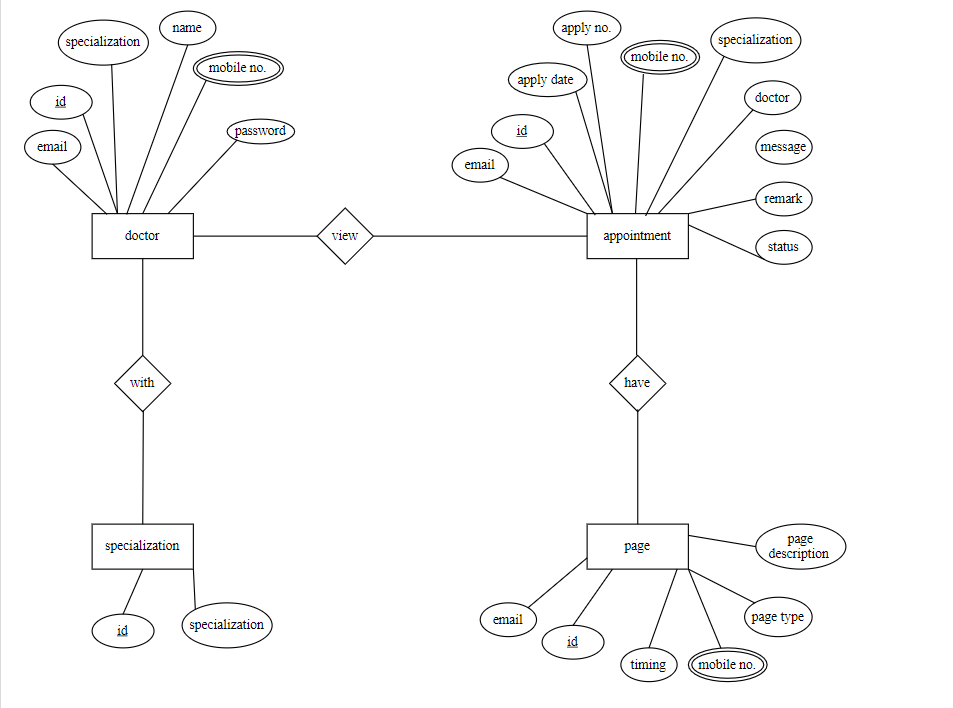 name
specialization
mobile no.
id
email
password
doctor
view
with
specialization
id
specialization
apply no.
specialization
mobile no.
apply date
doctor
id
message
email
remark
appointment
status
have
page
page
description
email
id
timing
mobile no.
page type